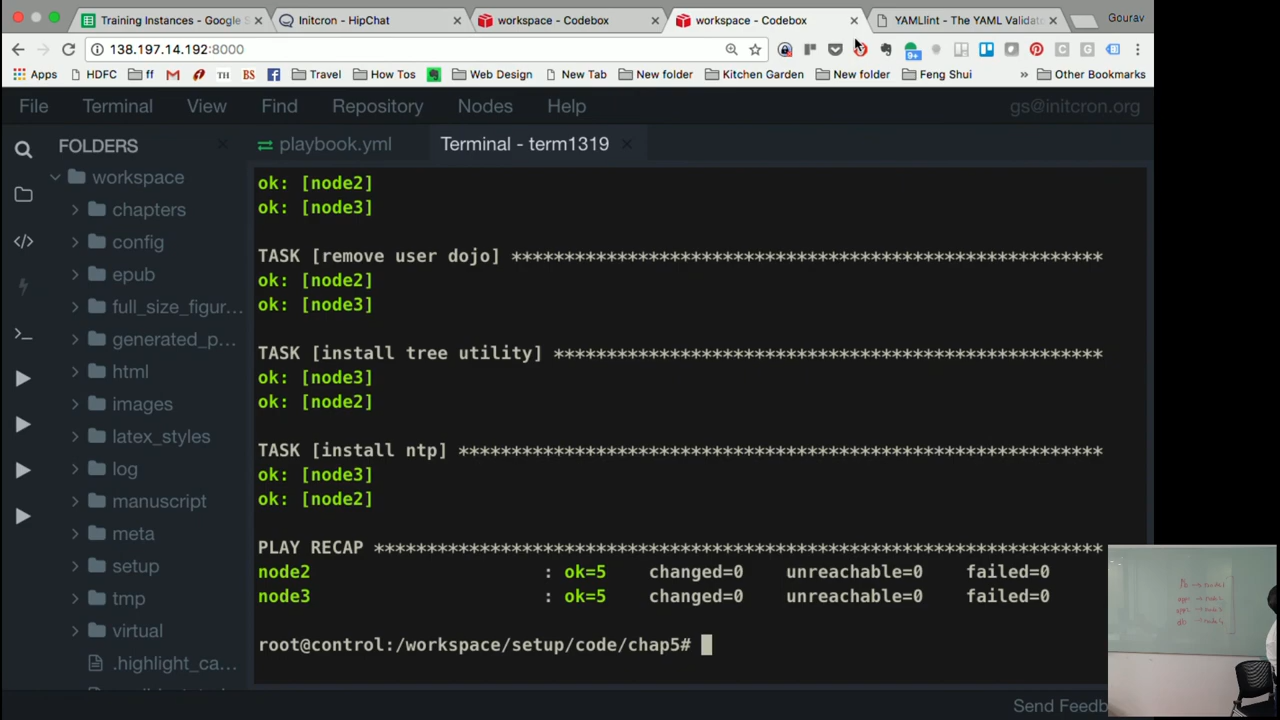 Training Instances - Google S
Initcron - HipChat
workspace - Codebox
workspace - Codebox
YAMLlint - The YAML Validato
Gourav
138.197.14.192:8000
9+
Apps
HDFC
ff
TIL
BS
Travel
How Tos
Web Design
New Tab
New folder
Kitchen Garden
New folder
Feng Shui
»
Other Bookmarks
File
Terminal
View
Find
Repository
Nodes
Help
gs@initcron.org
FOLDERS
workspace
chapters
config
epub
full_size_figur...
generated_p...
html
images
latex_styles
log
manuscript
meta
setup
tmp
virtual
.highlight_ca...
playbook.yml
Terminal - term1319
ok: [node2]
ok: [node3]
TASK [remove user dojo] ********************************************************
ok: [node2]
ok: [node3]
TASK [install tree utility] ****************************************************
ok: [node3]
ok: [node2]
TASK [install ntp] *************************************************************
ok: [node3]
ok: [node2]
PLAY RECAP *********************************************************************
node2 : ok=5 changed=0 unreachable=0 failed=0
node3 : ok=5 changed=0 unreachable=0 failed=0
root@control:/workspace/setup/code/chap5#
Send Feedb